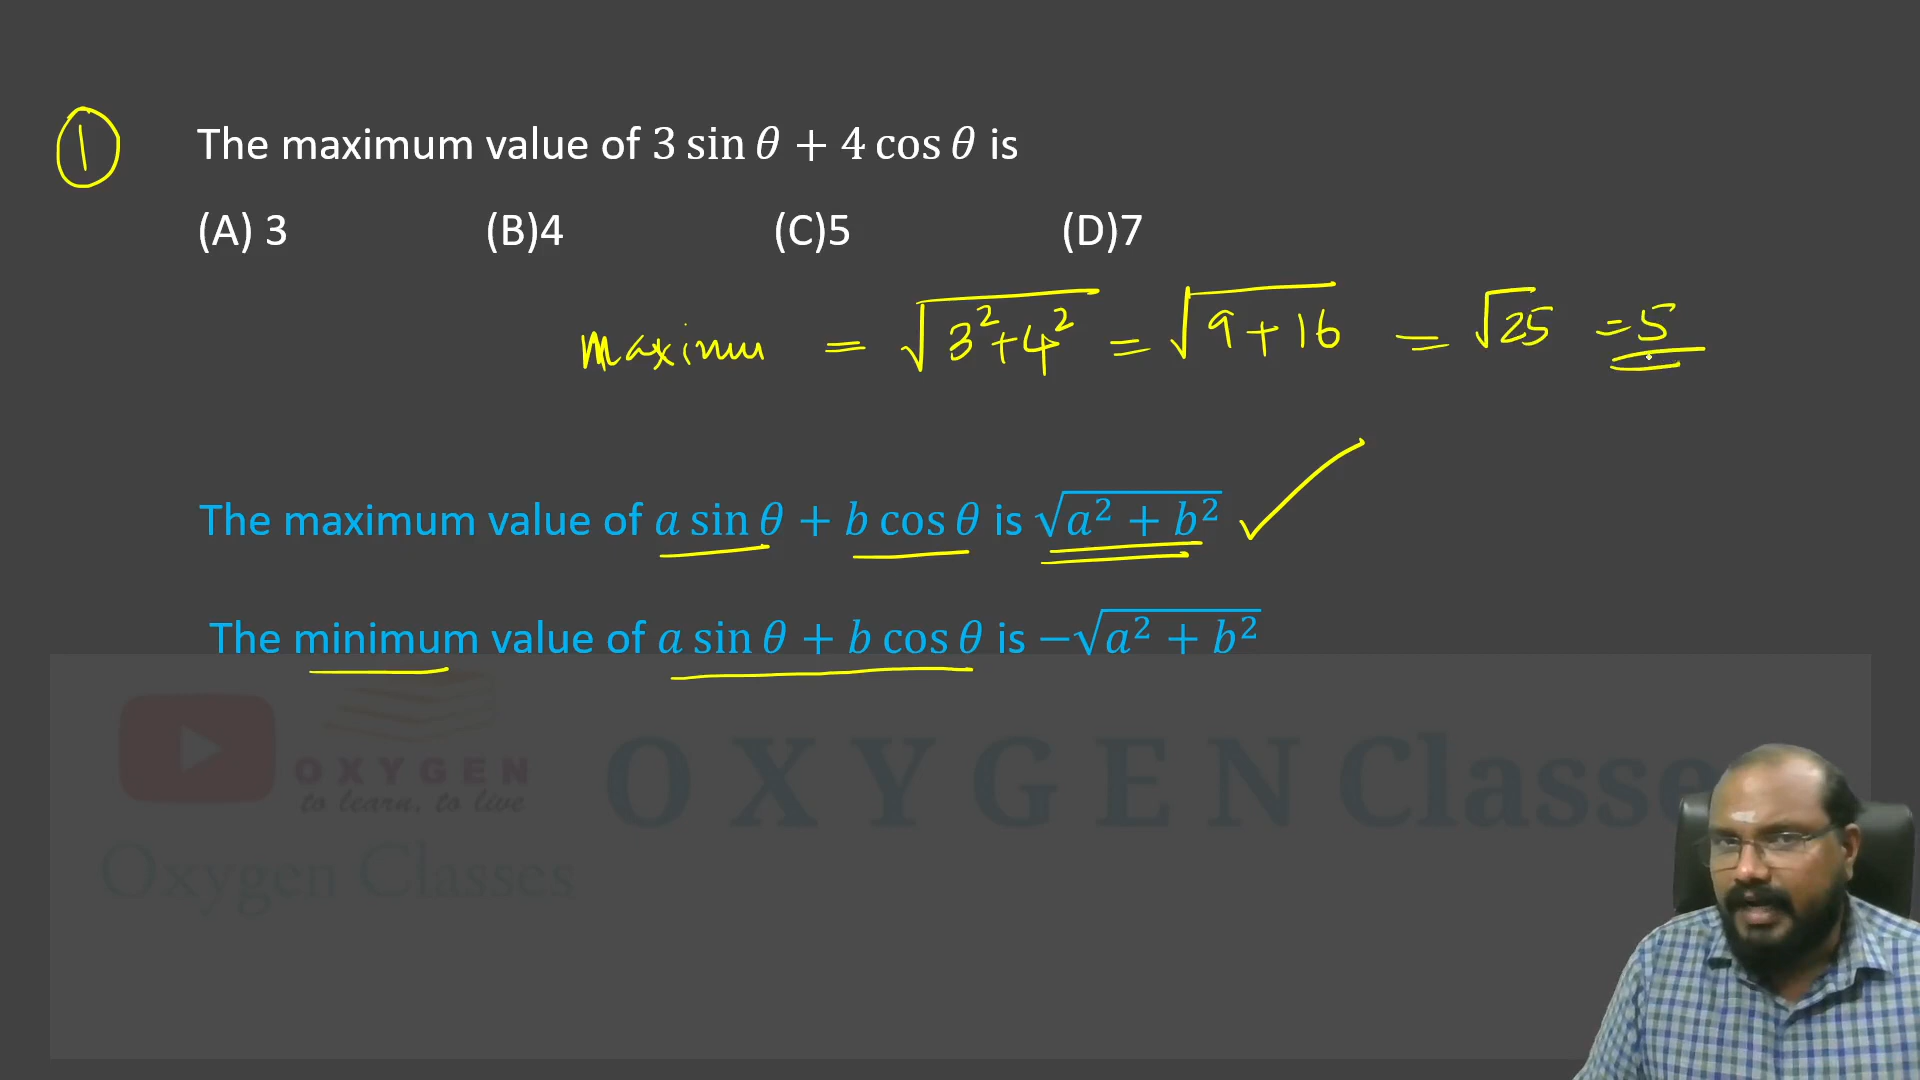 1 The maximum value of 3 sin θ + 4 cos θ is
(A) 3 (B)4 (C)5 (D)7
maximum = √(3²+4²) = √(9+16) = √25 = 5
The maximum value of a sin θ + b cos θ is √(a² + b²)
The minimum value of a sin θ + b cos θ is −√(a² + b²)
OXYGEN
to learn, to live
Oxygen Classes
OXYGEN Classe